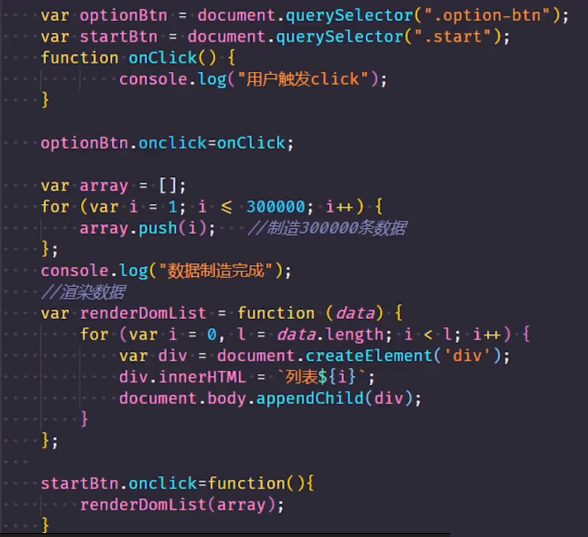 var optionBtn = document.querySelector(".option-btn");
var startBtn = document.querySelector(".start");
function onClick() {
console.log("用户触发click");
}
optionBtn.onclick=onClick;
var array = [];
for (var i = 1; i <= 300000; i++) {
array.push(i); //制造300000条数据
};
console.log("数据制造完成");
//渲染数据
var renderDomList = function (data) {
for (var i = 0, l = data.length; i < l; i++) {
var div = document.createElement('div');
div.innerHTML = `列表${i}`;
document.body.appendChild(div);
}
};
startBtn.onclick=function(){
renderDomList(array);
}